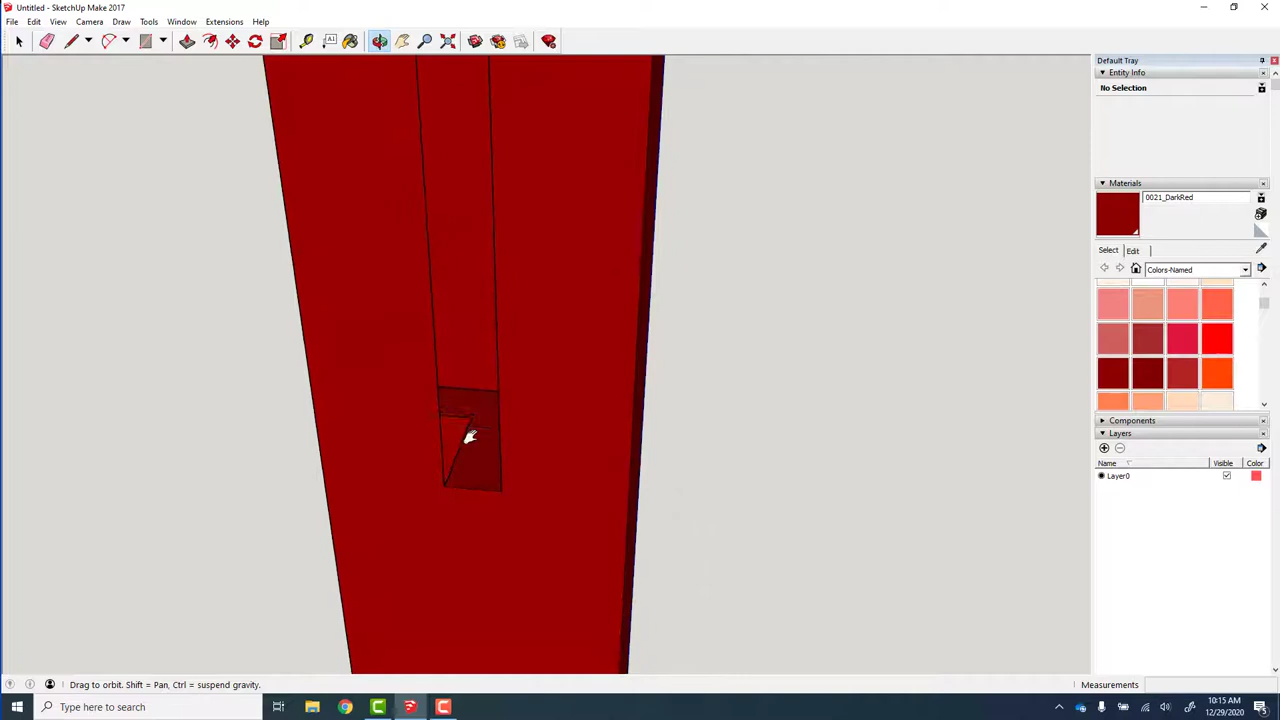 Untitled - SketchUp Make 2017
File Edit View Camera Draw Tools Window Extensions Help
A1
Default Tray
Entity Info
No Selection
Materials
0021_DarkRed
Select Edit
Colors-Named
Components
Layers
Name Visible Color
Layer0
Drag to orbit. Shift = Pan, Ctrl = suspend gravity.
Measurements
Type here to search
10:15 AM
12/29/2020
5